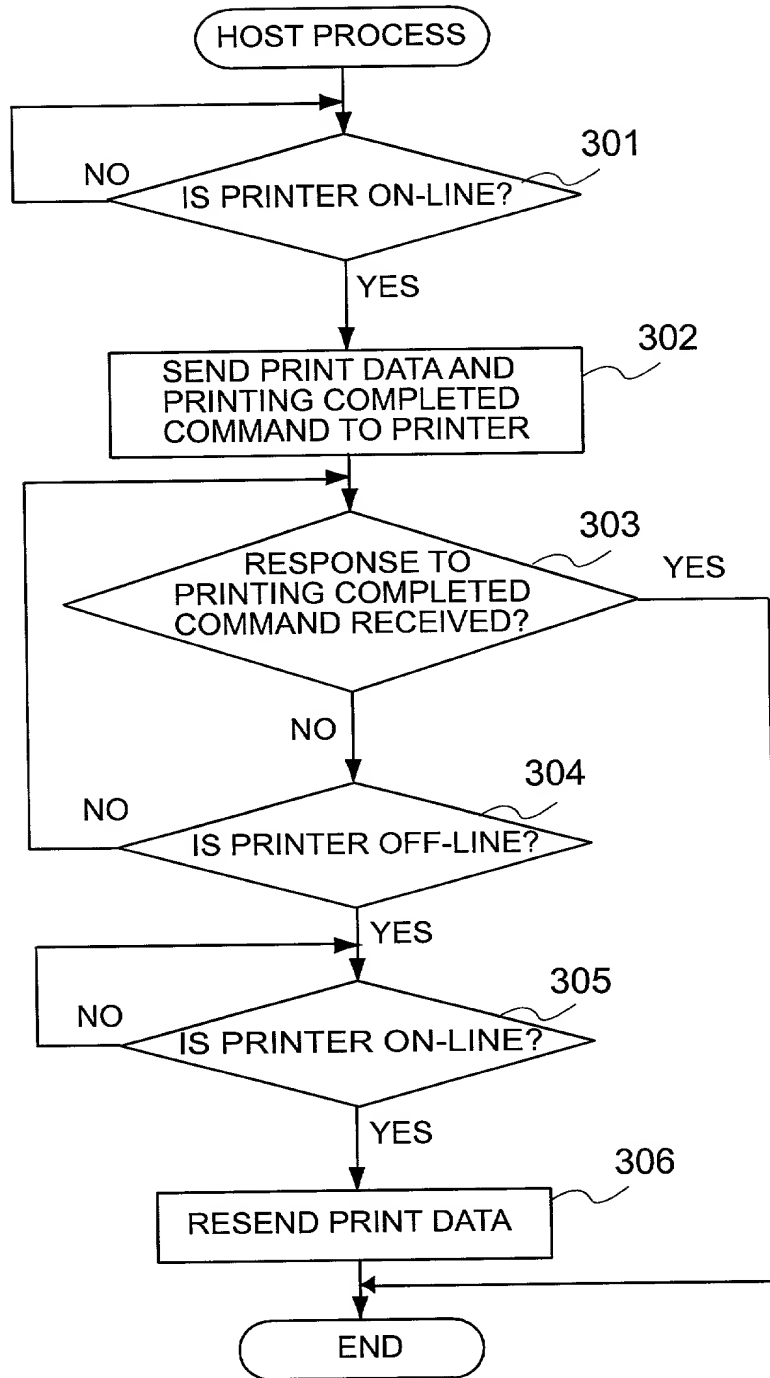 HOST PROCESS
301
NO
IS PRINTER ON-LINE?
YES
302
SEND PRINT DATA AND
PRINTING COMPLETED
COMMAND TO PRINTER
303
RESPONSE TO
PRINTING COMPLETED
COMMAND RECEIVED?
YES
NO
304
NO
IS PRINTER OFF-LINE?
YES
305
NO
IS PRINTER ON-LINE?
YES
306
RESEND PRINT DATA
END